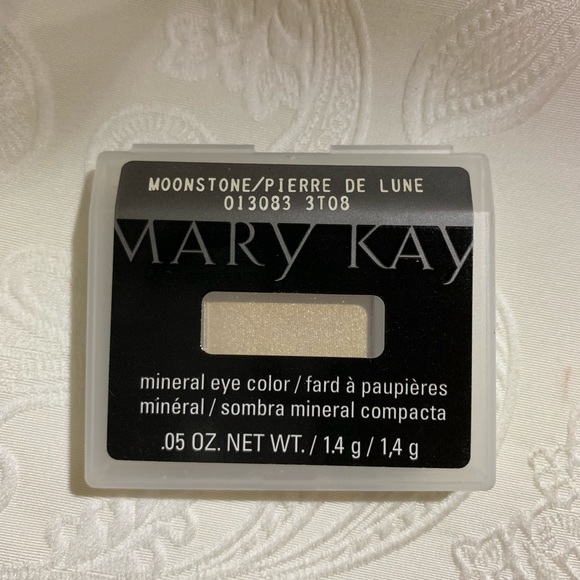 MOONSTONE/PIERRE DE LUNE
013083 3T08
MARY KAY
mineral eye color / fard à paupières
minéral / sombra mineral compacta
.05 OZ. NET WT. / 1.4 g / 1,4 g